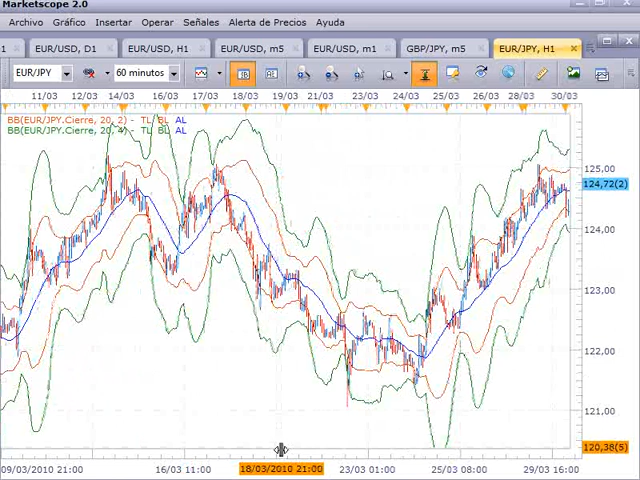 Marketscope 2.0
Archivo Gráfico Insertar Operar Señales Alerta de Precios Ayuda
1 EUR/USD, D1 EUR/USD, H1 EUR/USD, m5 EUR/USD, m1 GBP/JPY, m5 EUR/JPY, H1
EUR/JPY 60 minutos
11/03 12/03 16/03 17/03 18/03 19/03 21/03 23/03 24/03 25/03 26/03 29/03 30/03
BB(EUR/JPY.Cierre, 20, 2) - TL BL AL
BB(EUR/JPY.Cierre, 20, 4) - TL BL AL
125,00
124,72(2)
124,00
123,00
122,00
121,00
120,38(5)
09/03/2010 21:00 16/03 11:00 18/03/2010 21:00 23/03 01:00 25/03 08:00 29/03 16:00